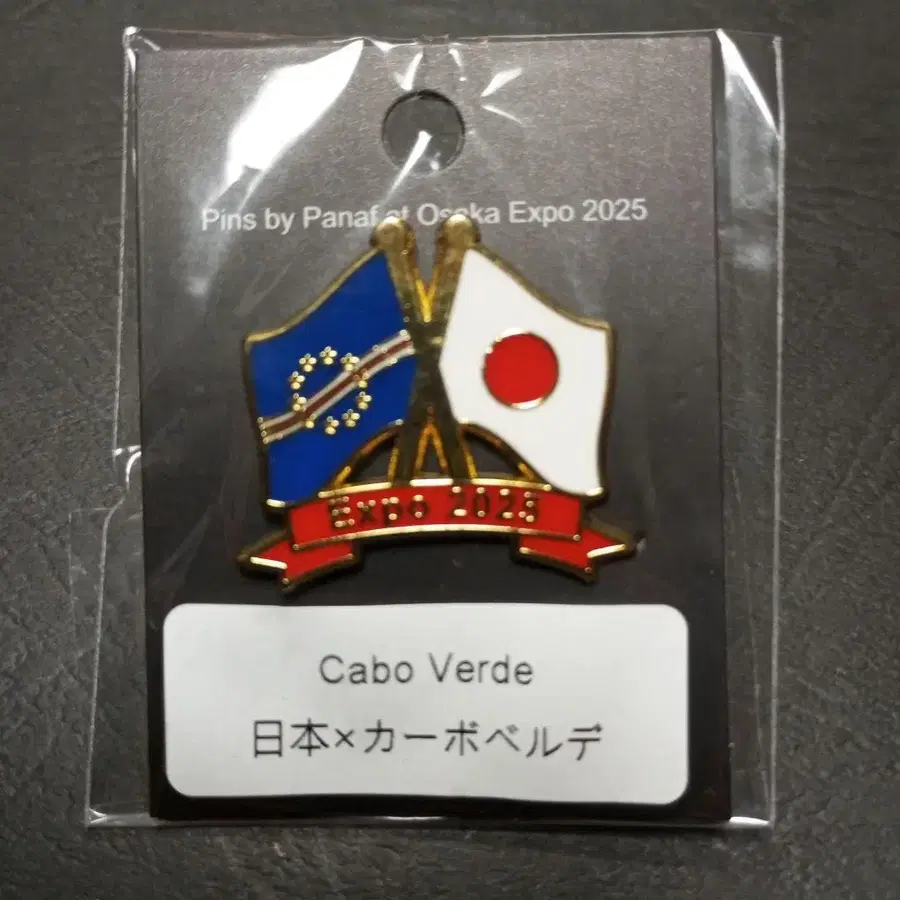 Pins by Panaf at Osaka Expo 2025
Expo 2025
Cabo Verde
日本×カーボベルデ